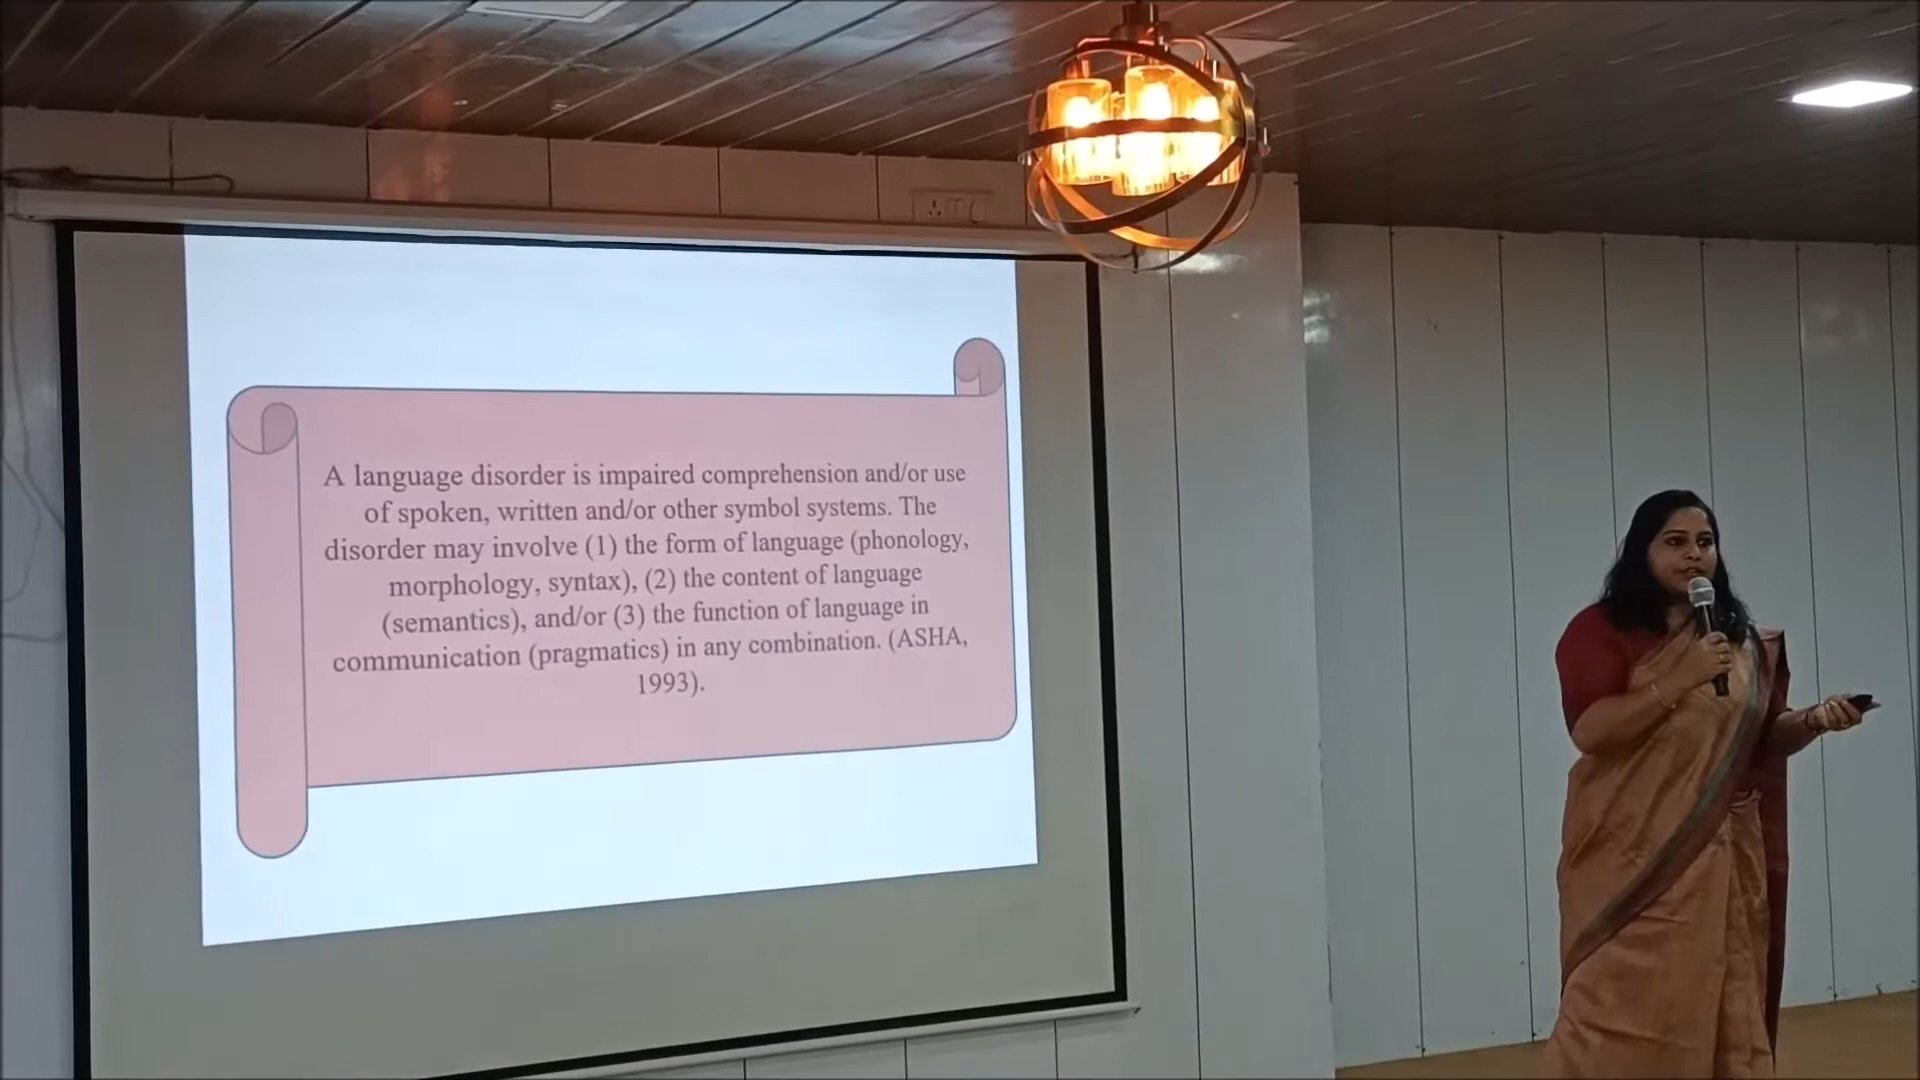 A language disorder is impaired comprehension and/or use
of spoken, written and/or other symbol systems. The
disorder may involve (1) the form of language (phonology,
morphology, syntax), (2) the content of language
(semantics), and/or (3) the function of language in
communication (pragmatics) in any combination. (ASHA,
1993).